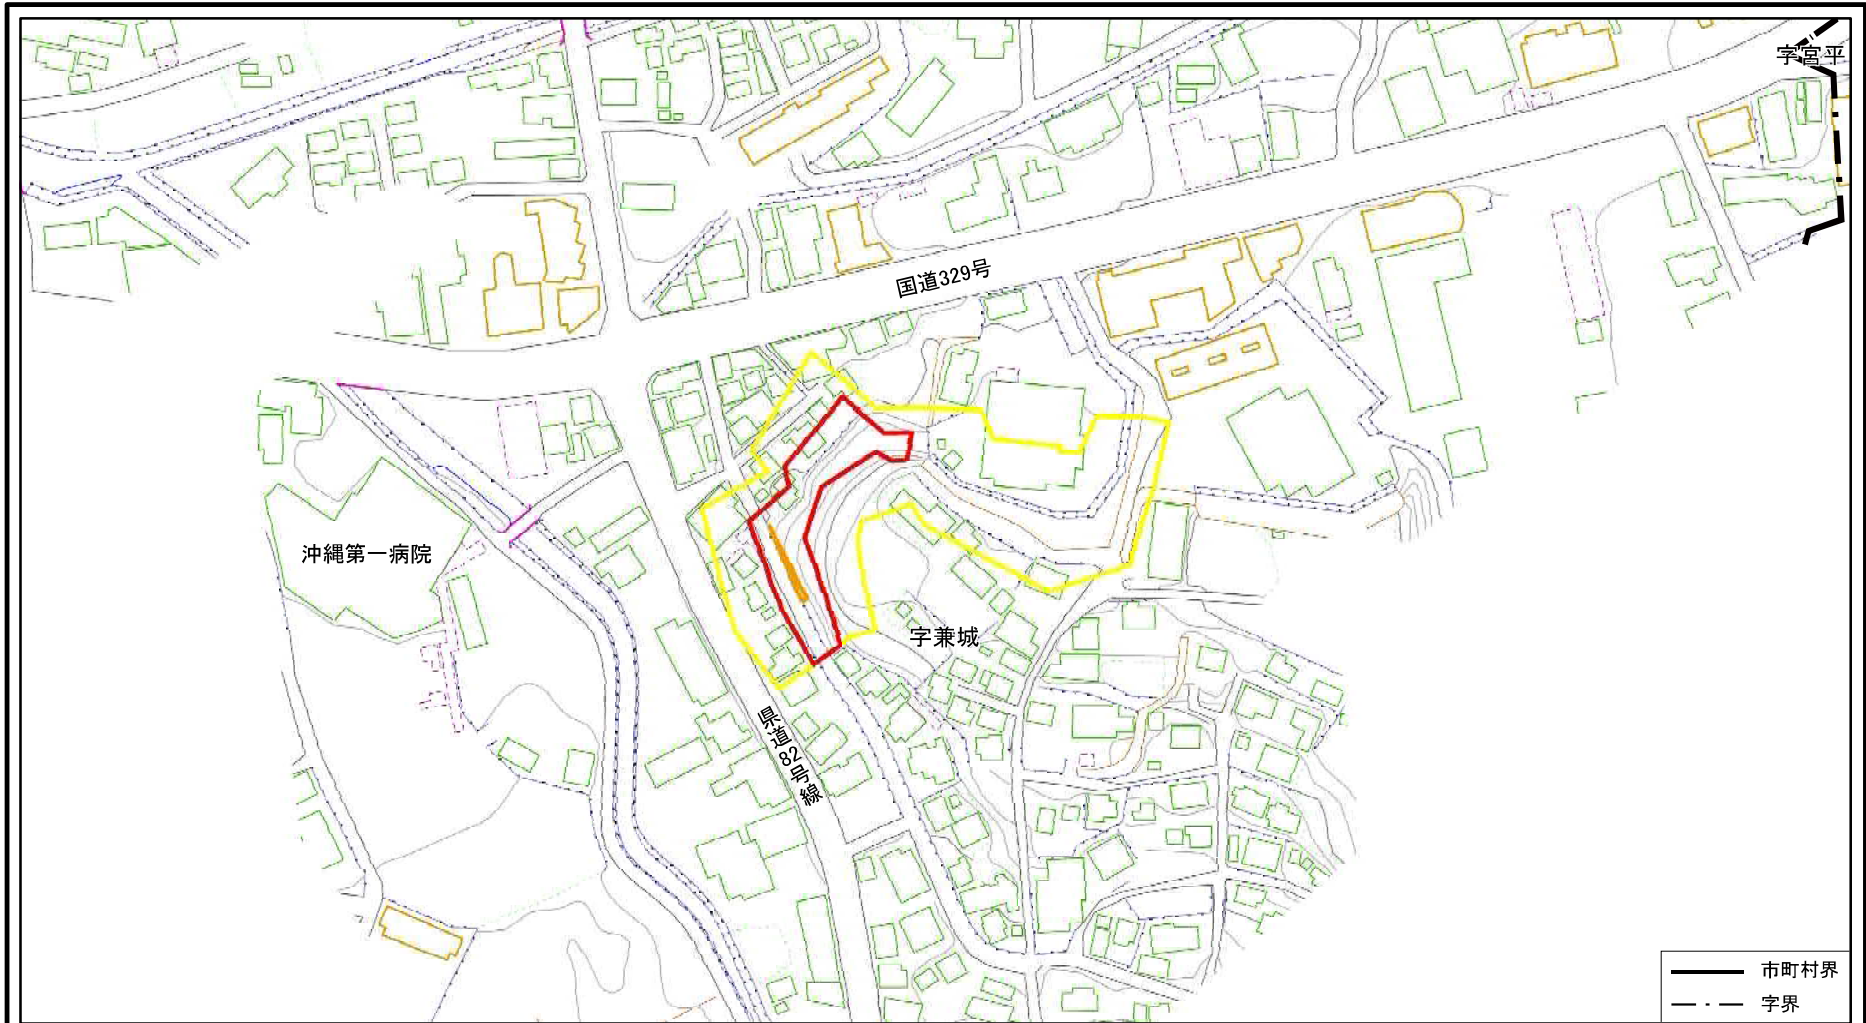 字宮平
国道329号
沖縄第一病院
字兼城
県道82号線
市町村界
字界